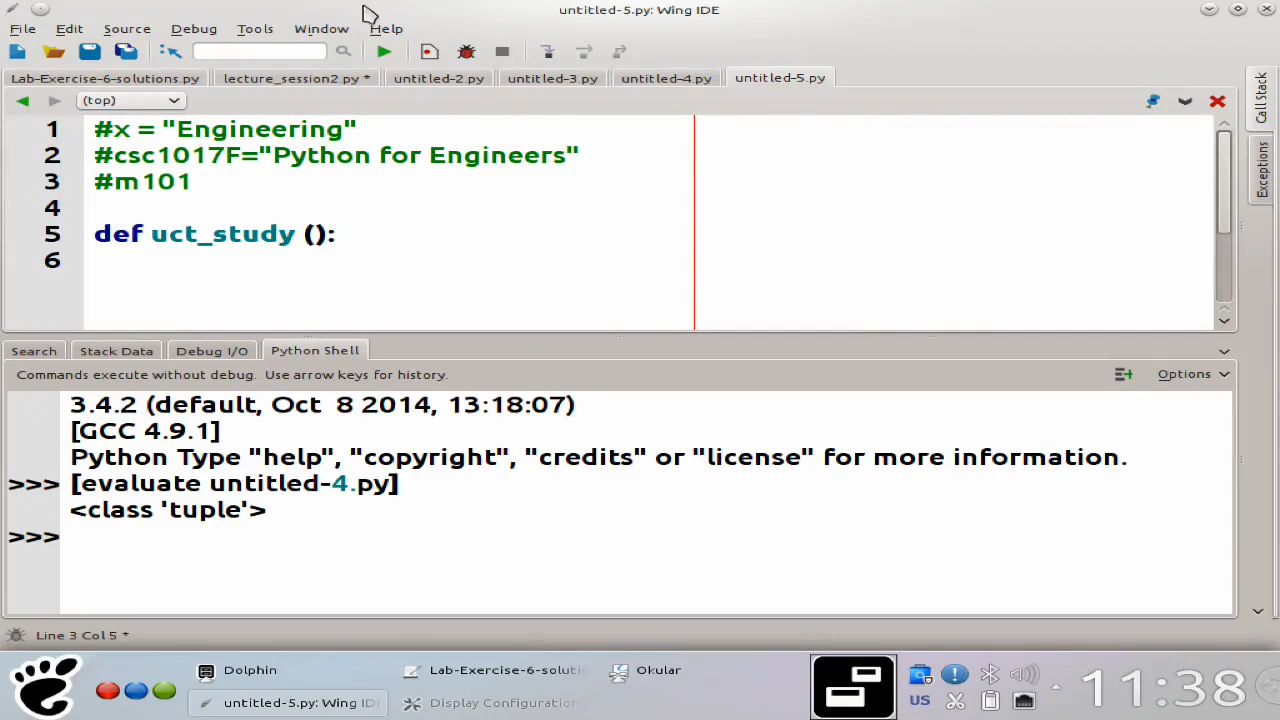 untitled-5.py: Wing IDE
File Edit Source Debug Tools Window Help
Lab-Exercise-6-solutions.py lecture_session2.py * untitled-2.py untitled-3.py untitled-4.py untitled-5.py
(top)
1 #x = "Engineering"
2 #csc1017F="Python for Engineers"
3 #m101
4
5 def uct_study ():
6
Call Stack
Exceptions
Search Stack Data Debug I/O Python Shell
Commands execute without debug. Use arrow keys for history.
Options
3.4.2 (default, Oct  8 2014, 13:18:07)
[GCC 4.9.1]
Python Type "help", "copyright", "credits" or "license" for more information.
>>> [evaluate untitled-4.py]
<class 'tuple'>
>>>
Line 3 Col 5 *
Dolphin Lab-Exercise-6-soluti Okular
untitled-5.py: Wing IDE Display Configuration
US
11:38